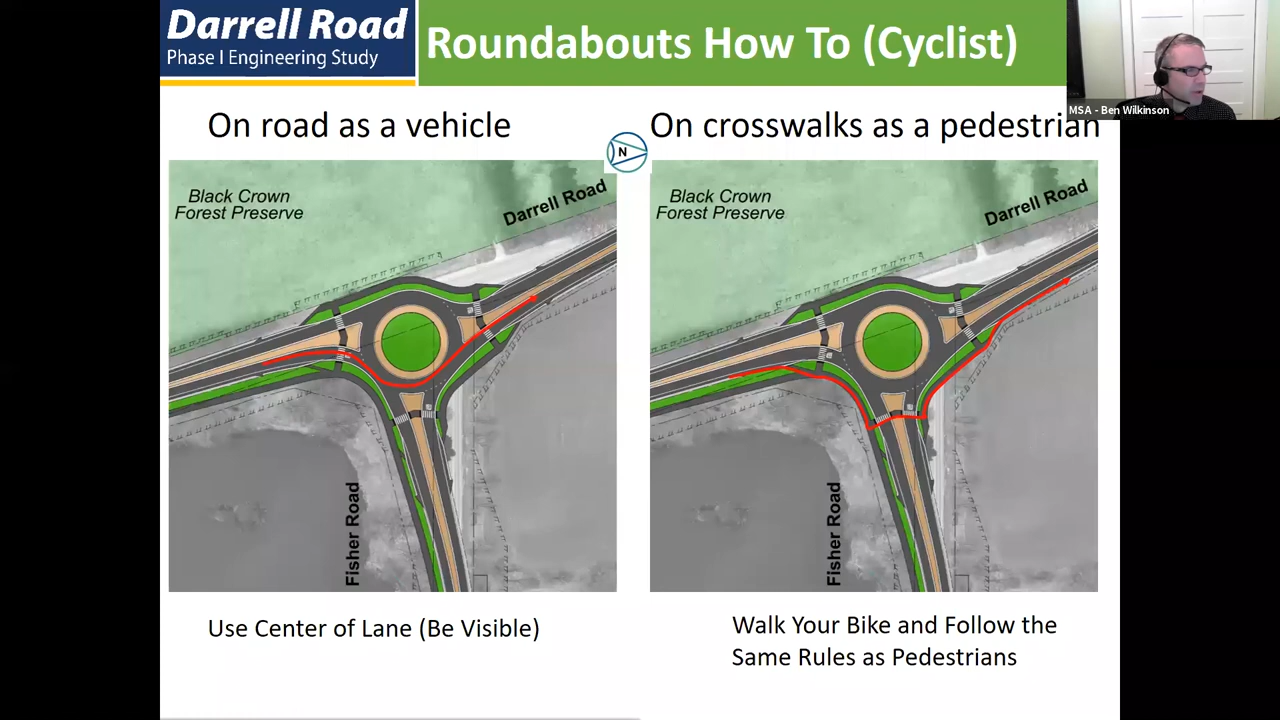 Darrell Road
Phase I Engineering Study
Roundabouts How To (Cyclist)
MSA - Ben Wilkinson
On road as a vehicle
On crosswalks as a pedestrian
N
Black Crown
Forest Preserve
Darrell Road
Fisher Road
Black Crown
Forest Preserve
Darrell Road
Fisher Road
Use Center of Lane (Be Visible)
Walk Your Bike and Follow the
Same Rules as Pedestrians